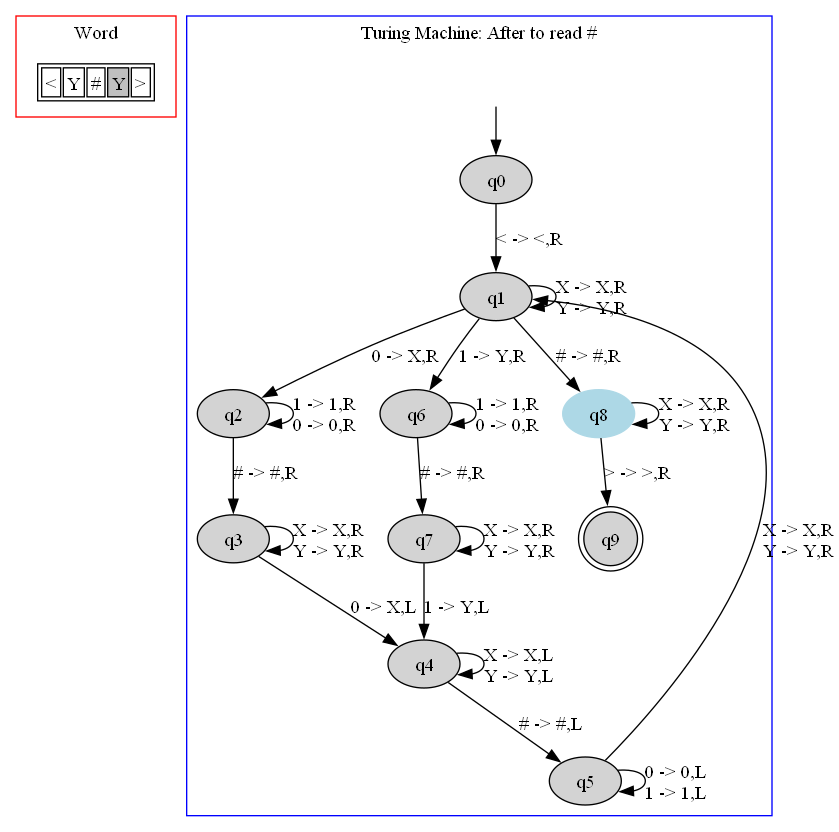 Word
< Y # Y >
Turing Machine: After to read #
q0
< -> <,R
q1
X -> X,R
Y -> Y,R
0 -> X,R
1 -> Y,R
# -> #,R
q2
1 -> 1,R
0 -> 0,R
q6
1 -> 1,R
0 -> 0,R
q8
X -> X,R
Y -> Y,R
# -> #,R
# -> #,R
> -> >,R
q3
X -> X,R
Y -> Y,R
q7
X -> X,R
Y -> Y,R
q9
X -> X,R
Y -> Y,R
0 -> X,L
1 -> Y,L
q4
X -> X,L
Y -> Y,L
# -> #,L
q5
0 -> 0,L
1 -> 1,L